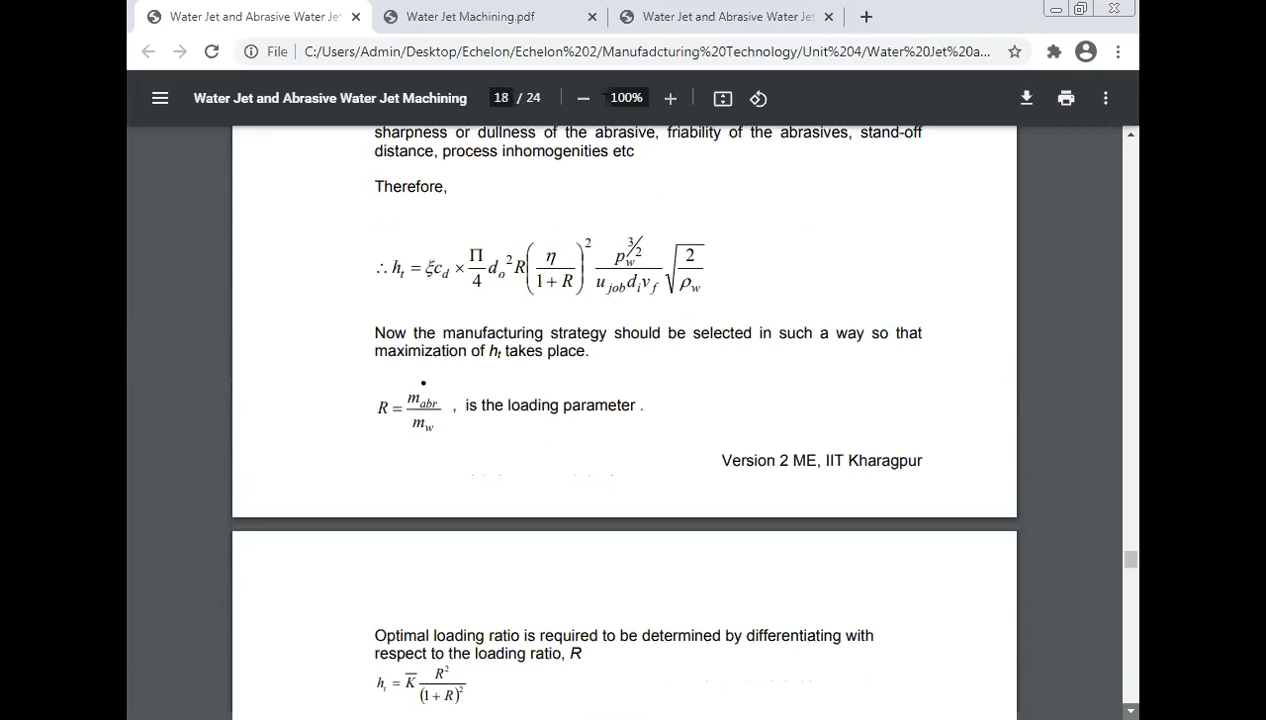 Water Jet and Abrasive Water Je
Water Jet Machining.pdf
Water Jet and Abrasive Water Jet
File
C:/Users/Admin/Desktop/Echelon/Echelon%202/Manufadcturing%20Technology/Unit%204/Water%20Jet%20a...
Water Jet and Abrasive Water Jet Machining
18 / 24
100%
sharpness or dullness of the abrasive, friability of the abrasives, stand-off
distance, process inhomogenities etc
Therefore,
∴ h_t = ξc_d × Π/4 d_o² R (η/(1 + R))² p_w^(3/2)/(u_job d_i v_f) √(2/ρ_w)
Now the manufacturing strategy should be selected in such a way so that
maximization of h_t takes place.
R = ṁ_abr/m_w , is the loading parameter .
Version 2 ME, IIT Kharagpur
Optimal loading ratio is required to be determined by differentiating with
respect to the loading ratio, R
h_t = K̅ R²/(1 + R)²